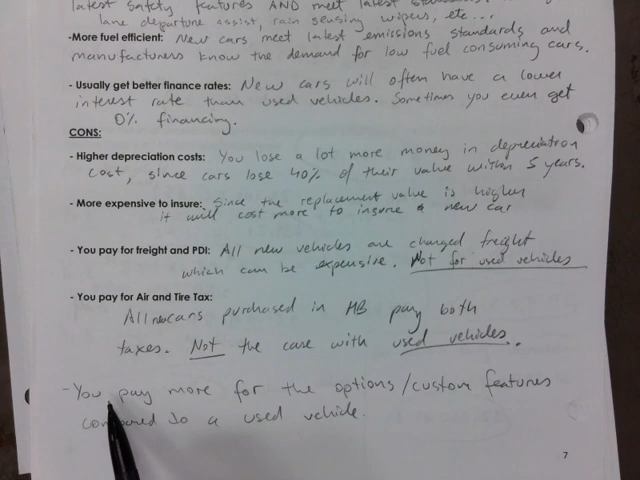 latest safety features AND meet latest
lane departure assist, rain sensing wipers, etc...
-More fuel efficient: New cars meet latest emissions standards and
manufacturers know the demand for low fuel consuming cars.
- Usually get better finance rates: New cars will often have a lower
interest rate than used vehicles. Sometimes you even get
0% financing.
CONS:
- Higher depreciation costs: You lose a lot more money in depreciation
cost, since cars lose 40% of their value within 5 years.
- More expensive to insure: Since the replacement value is higher
it will cost more to insure a new car
- You pay for freight and PDI: All new vehicles are charged freight
which can be expensive. Not for used vehicles
- You pay for Air and Tire Tax:
All new cars purchased in MB pay both
taxes. Not the case with used vehicles.
- You pay more for the options/custom features
compared to a used vehicle.
7